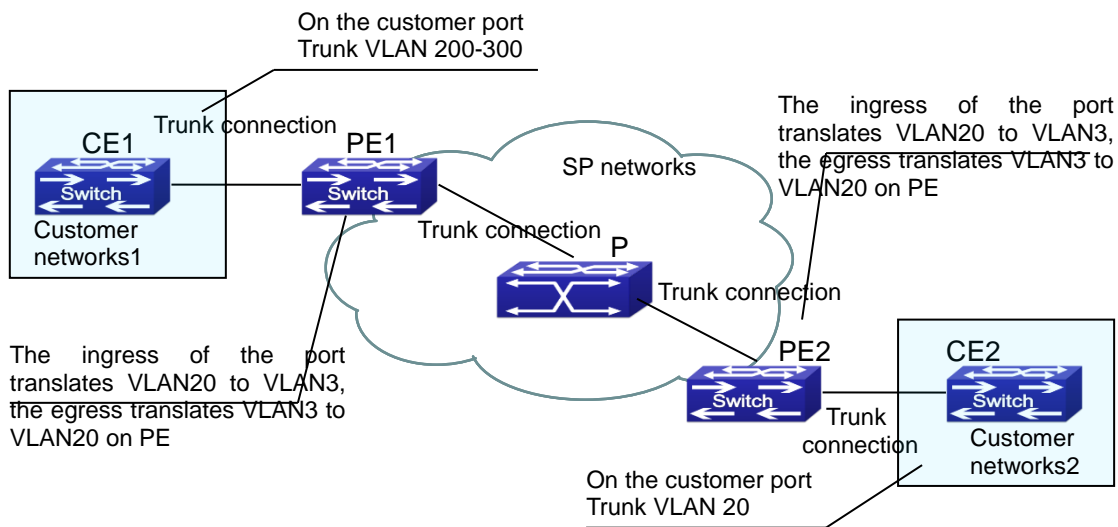 On the customer port
Trunk VLAN 200-300
Trunk connection
CE1
Switch
Customer
networks1
PE1
Switch
SP networks
Trunk connection
P
Trunk connection
The ingress of the port
translates VLAN20 to VLAN3,
the egress translates VLAN3 to
VLAN20 on PE
The ingress of the port
translates VLAN20 to VLAN3,
the egress translates VLAN3 to
VLAN20 on PE
PE2
Switch
Trunk
connection
CE2
Switch
Customer
networks2
On the customer port
Trunk VLAN 20